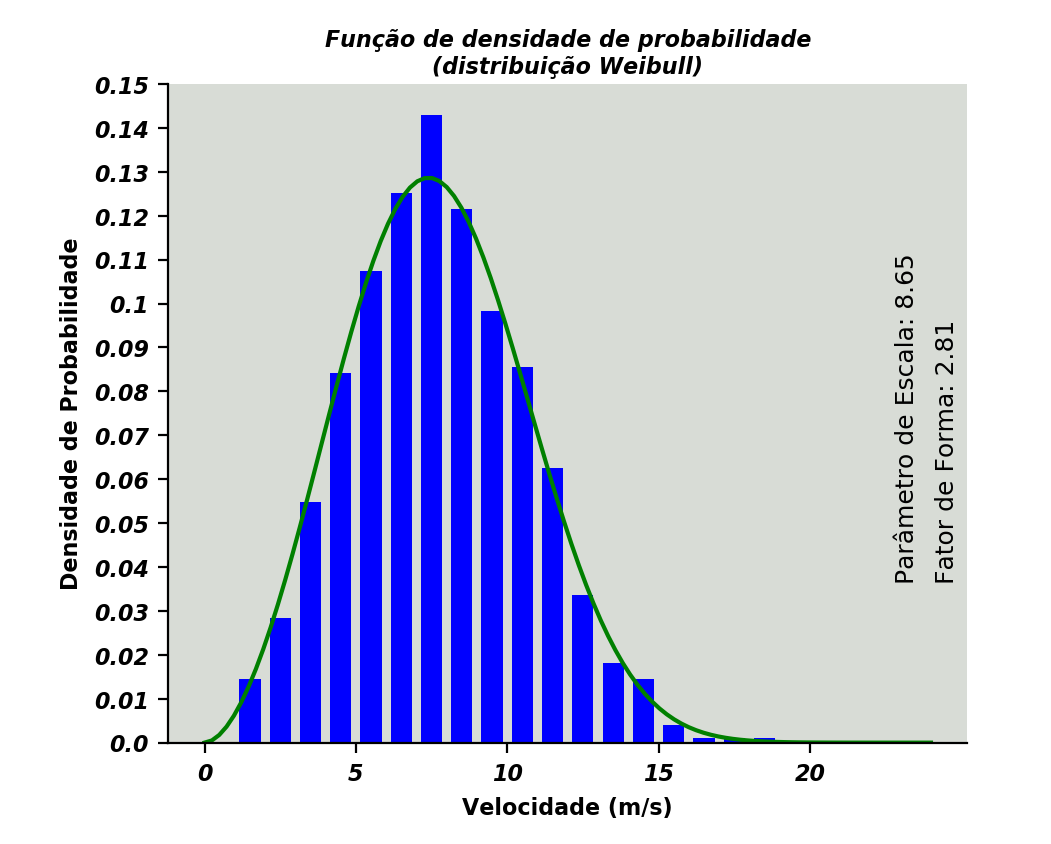 Função de densidade de probabilidade
(distribuição Weibull)
0.15
0.14
0.13
0.12
0.11
0.1
0.09
0.08
0.07
0.06
0.05
0.04
0.03
0.02
0.01
0.0
Densidade de Probabilidade
Parâmetro de Escala: 8.65
Fator de Forma: 2.81
0 5 10 15 20
Velocidade (m/s)